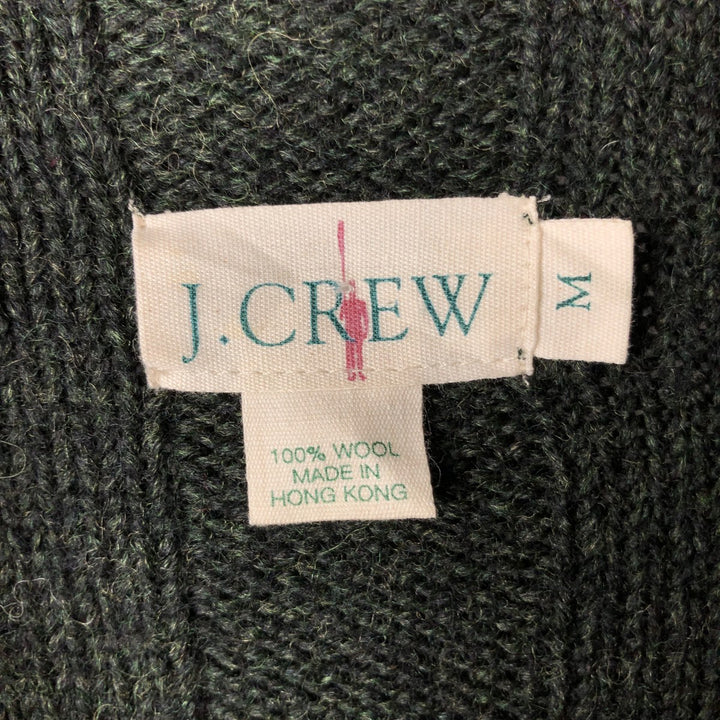 J.CREW
M
100% WOOL
MADE IN
HONG KONG